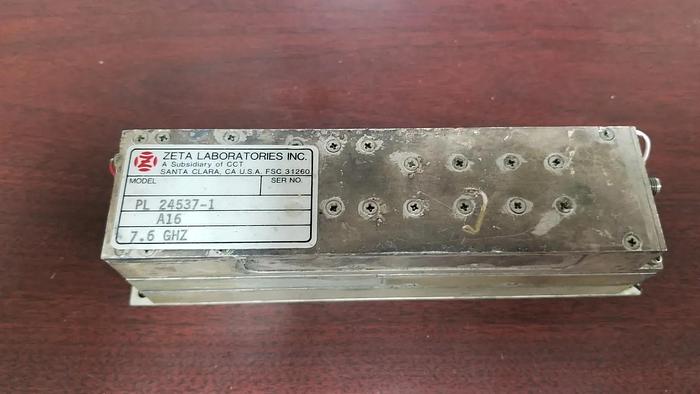 Z
ZETA LABORATORIES INC.
A Subsidiary of CCT
SANTA CLARA, CA U.S.A. FSC 31260
MODEL SER NO.
PL 24537-1
A16
7.6 GHZ